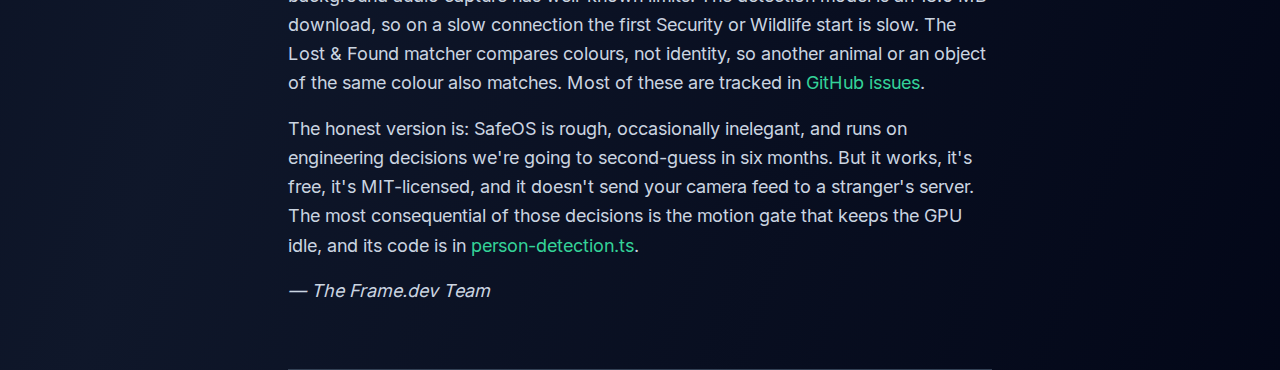 download, so on a slow connection the first Security or Wildlife start is slow. The
Lost & Found matcher compares colours, not identity, so another animal or an object
of the same colour also matches. Most of these are tracked in GitHub issues.
The honest version is: SafeOS is rough, occasionally inelegant, and runs on
engineering decisions we're going to second-guess in six months. But it works, it's
free, it's MIT-licensed, and it doesn't send your camera feed to a stranger's server.
The most consequential of those decisions is the motion gate that keeps the GPU
idle, and its code is in person-detection.ts.
— The Frame.dev Team